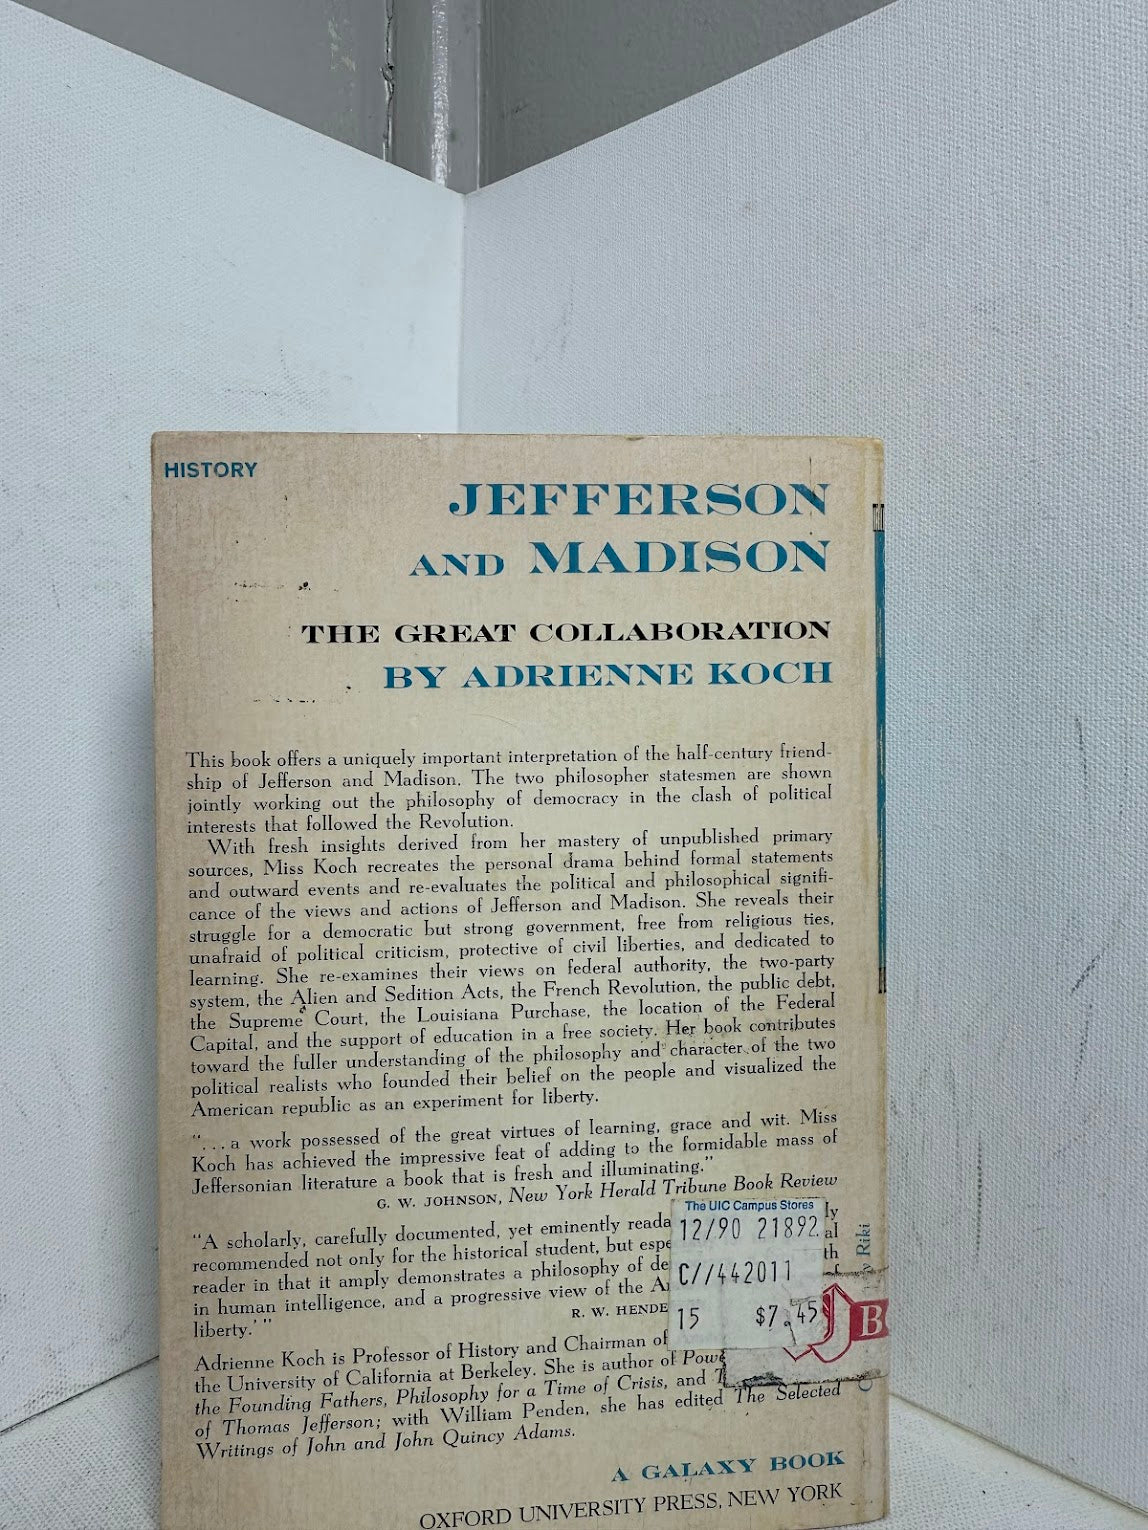 HISTORY
JEFFERSON
AND MADISON
THE GREAT COLLABORATION
BY ADRIENNE KOCH
This book offers a uniquely important interpretation of the half-century friend-
ship of Jefferson and Madison. The two philosopher statesmen are shown
jointly working out the philosophy of democracy in the clash of political
interests that followed the Revolution.
With fresh insights derived from her mastery of unpublished primary
sources, Miss Koch recreates the personal drama behind formal statements
and outward events and re-evaluates the political and philosophical signifi-
cance of the views and actions of Jefferson and Madison. She reveals their
struggle for a democratic but strong government, free from religious ties,
unafraid of political criticism, protective of civil liberties, and dedicated to
learning. She re-examines their views on federal authority, the two-party
system, the Alien and Sedition Acts, the French Revolution, the public debt,
the Supreme Court, the Louisiana Purchase, the location of the Federal
Capital, and the support of education in a free society. Her book contributes
toward the fuller understanding of the philosophy and character of the two
political realists who founded their belief on the people and visualized the
American republic as an experiment for liberty.
“. . . a work possessed of the great virtues of learning, grace and wit. Miss
Koch has achieved the impressive feat of adding to the formidable mass of
Jeffersonian literature a book that is fresh and illuminating.”
G. W. JOHNSON, New York Herald Tribune Book Review
“A scholarly, carefully documented, yet eminently reada ly
recommended not only for the historical student, but espe al
reader in that it amply demonstrates a philosophy of de th
in human intelligence, and a progressive view of the A f
liberty.’ ”
R. W. HENDE
The UIC Campus Stores
12/90 21892
C//442011
15 $7.45
Riki
B
Adrienne Koch is Professor of History and Chairman of
the University of California at Berkeley. She is author of Powe
the Founding Fathers, Philosophy for a Time of Crisis, and T
of Thomas Jefferson; with William Penden, she has edited The Selected
Writings of John and John Quincy Adams.
A GALAXY BOOK
OXFORD UNIVERSITY PRESS, NEW YORK